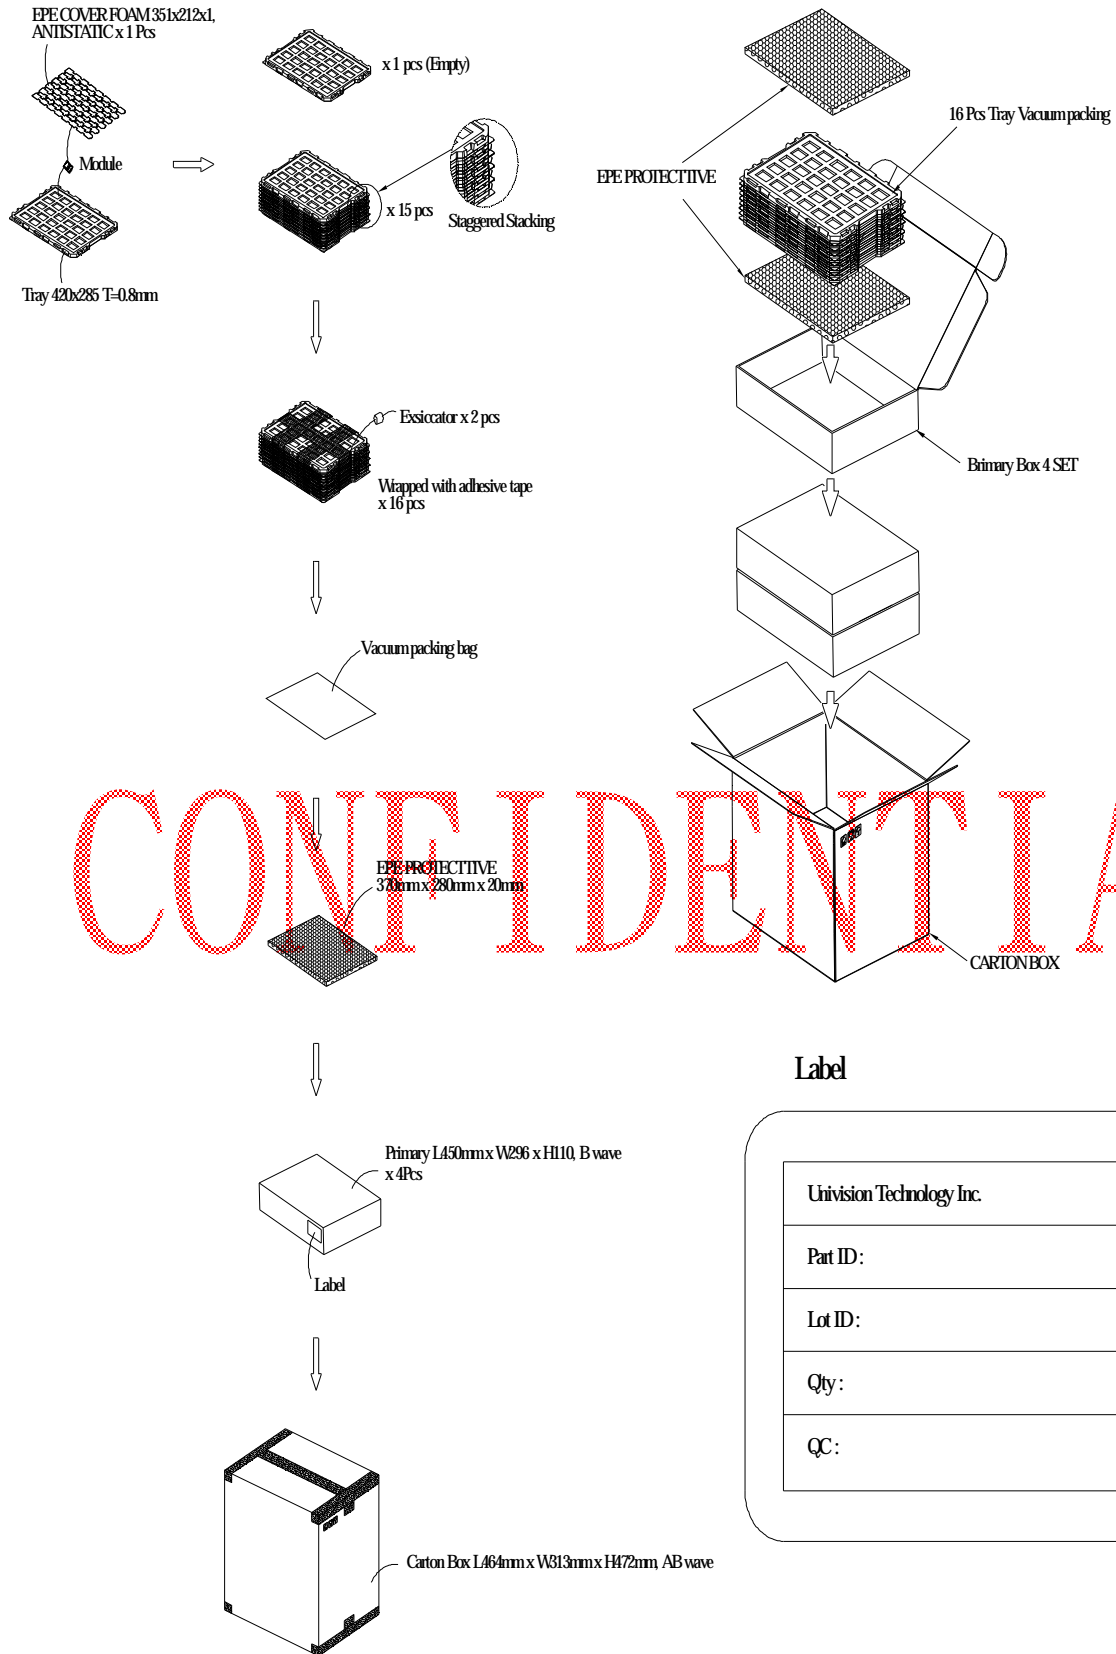 EPE COVER FOAM 351x212x1,
ANTISTATIC x 1 Pcs
Module
Tray 420x285 T=0.8mm
x 1 pcs (Empty)
x 15 pcs
Staggered Stacking
Exsiccator x 2 pcs
Wrapped with adhesive tape
x 16 pcs
Vacuum packing bag
EPE PROTECTTIVE
370mm x 280mm x 20mm
Primary L450mm x W296 x H110, B wave
x 4Pcs
Label
Carton Box L464mm x W313mm x H472mm, AB wave
16 Pcs Tray Vacuum packing
EPE PROTECTTIVE
Brimary Box 4 SET
CARTON BOX
CONFIDENTIA
Label
Univision Technology Inc.
Part ID :
Lot ID :
Qty :
QC :